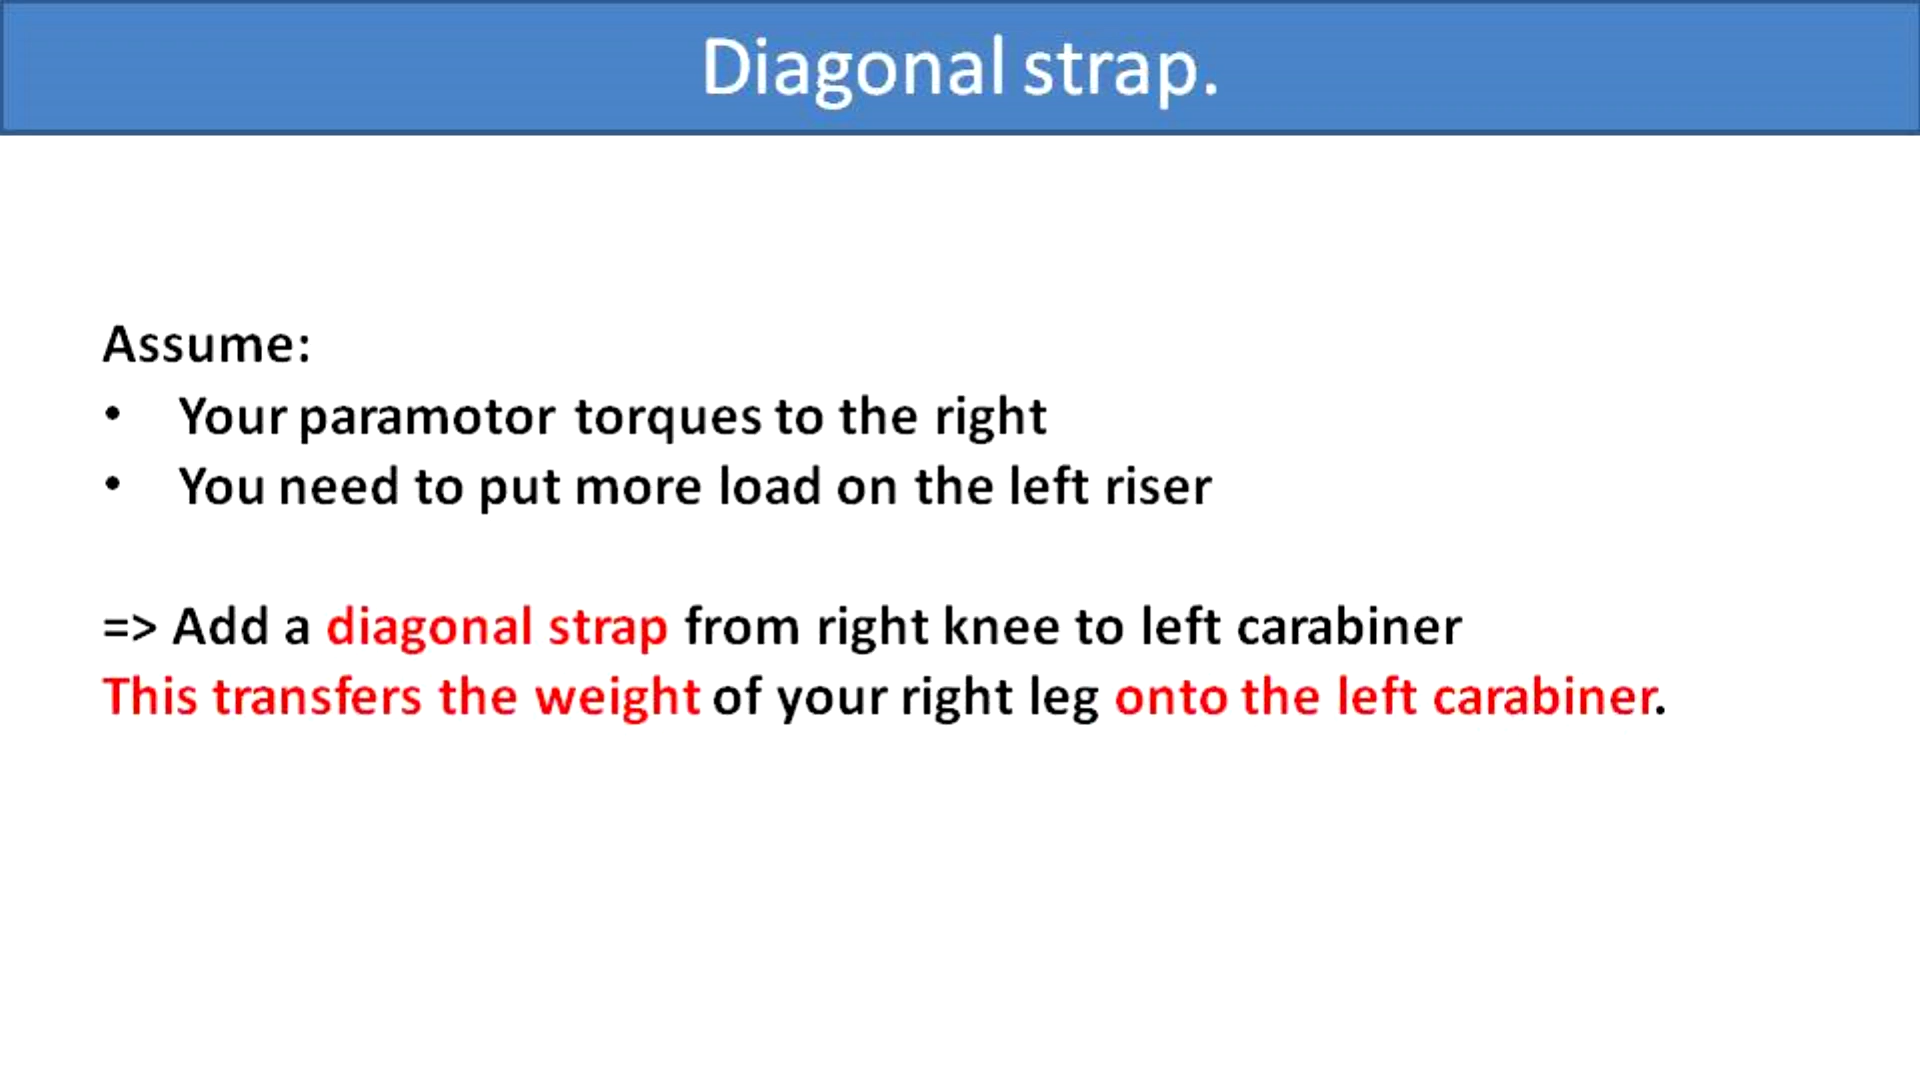 Diagonal strap.
Assume:
• Your paramotor torques to the right
• You need to put more load on the left riser
=> Add a diagonal strap from right knee to left carabiner
This transfers the weight of your right leg onto the left carabiner.